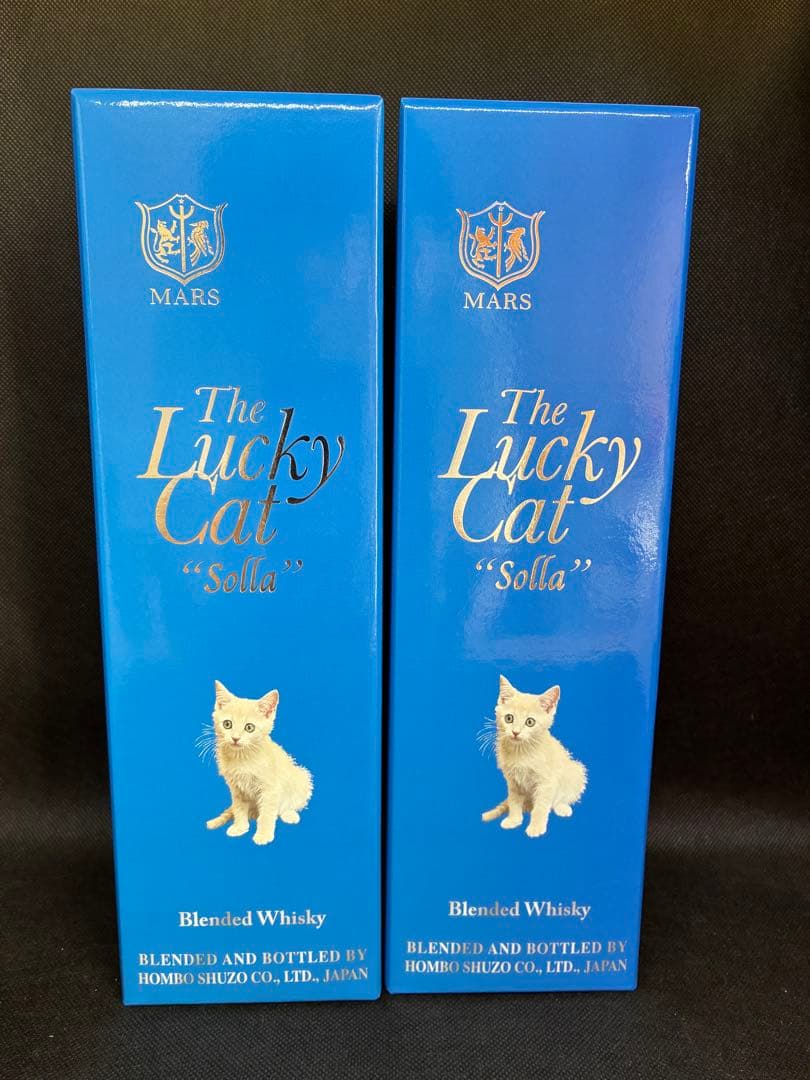 MARS
The
Lucky
Cat
“Solla”
Blended Whisky
BLENDED AND BOTTLED BY
HOMBO SHUZO CO., LTD., JAPAN
MARS
The
Lucky
Cat
“Solla”
Blended Whisky
BLENDED AND BOTTLED BY
HOMBO SHUZO CO., LTD., JAPAN